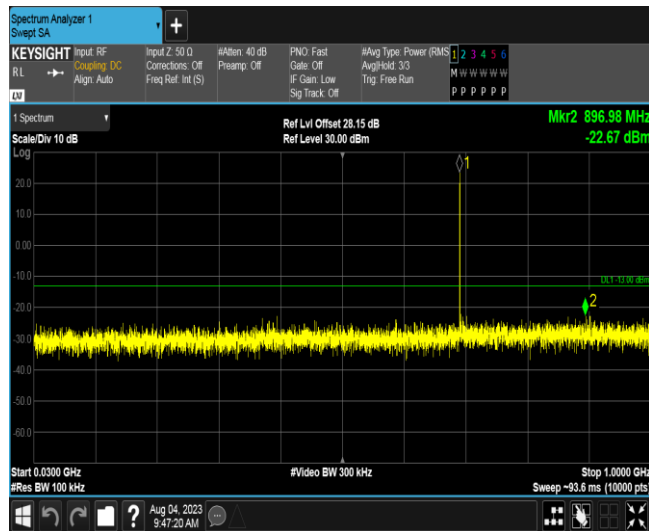 Spectrum Analyzer 1
Swept SA
+
KEYSIGHT
RL
LXI
Input: RF
Coupling: DC
Align: Auto
Input Z: 50 Ω
Corrections: Off
Freq Ref: Int (S)
#Atten: 40 dB
Preamp: Off
PNO: Fast
Gate: Off
IF Gain: Low
Sig Track: Off
#Avg Type: Power (RMS
Avg|Hold: 3/3
Trig: Free Run
1 2 3 4 5 6
M W W W W W
P P P P P P
1 Spectrum
Scale/Div 10 dB
Ref Lvl Offset 28.15 dB
Ref Level 30.00 dBm
Mkr2 896.98 MHz
-22.67 dBm
Log
1
20.0
10.0
0.00
-10.0
DL1 -13.00 dBm
-20.0
2
-30.0
-40.0
-50.0
-60.0
Start 0.0300 GHz
#Res BW 100 kHz
#Video BW 300 kHz
Stop 1.0000 GHz
Sweep ~93.6 ms (10000 pts)
?
Aug 04, 2023
9:47:20 AM